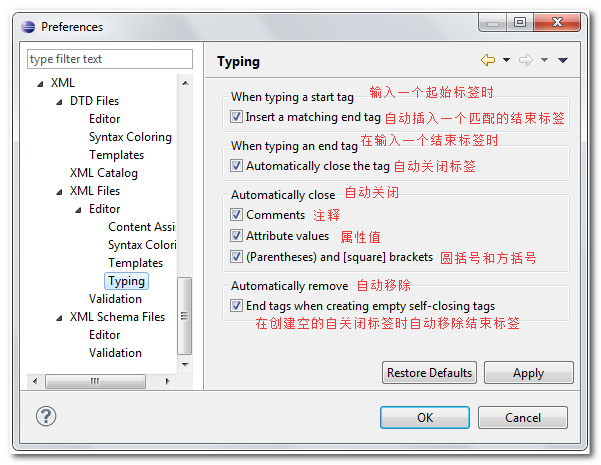 Preferences
type filter text
XML
DTD Files
Editor
Syntax Coloring
Templates
XML Catalog
XML Files
Editor
Content Assi
Syntax Colori
Templates
Typing
Validation
XML Schema Files
Editor
Validation
Typing
When typing a start tag 输入一个起始标签时
Insert a matching end tag 自动插入一个匹配的结束标签
When typing an end tag 在输入一个结束标签时
Automatically close the tag 自动关闭标签
Automatically close 自动关闭
Comments 注释
Attribute values 属性值
(Parentheses) and [square] brackets 圆括号和方括号
Automatically remove 自动移除
End tags when creating empty self-closing tags
在创建空的自关闭标签时自动移除结束标签
Restore Defaults Apply
OK Cancel